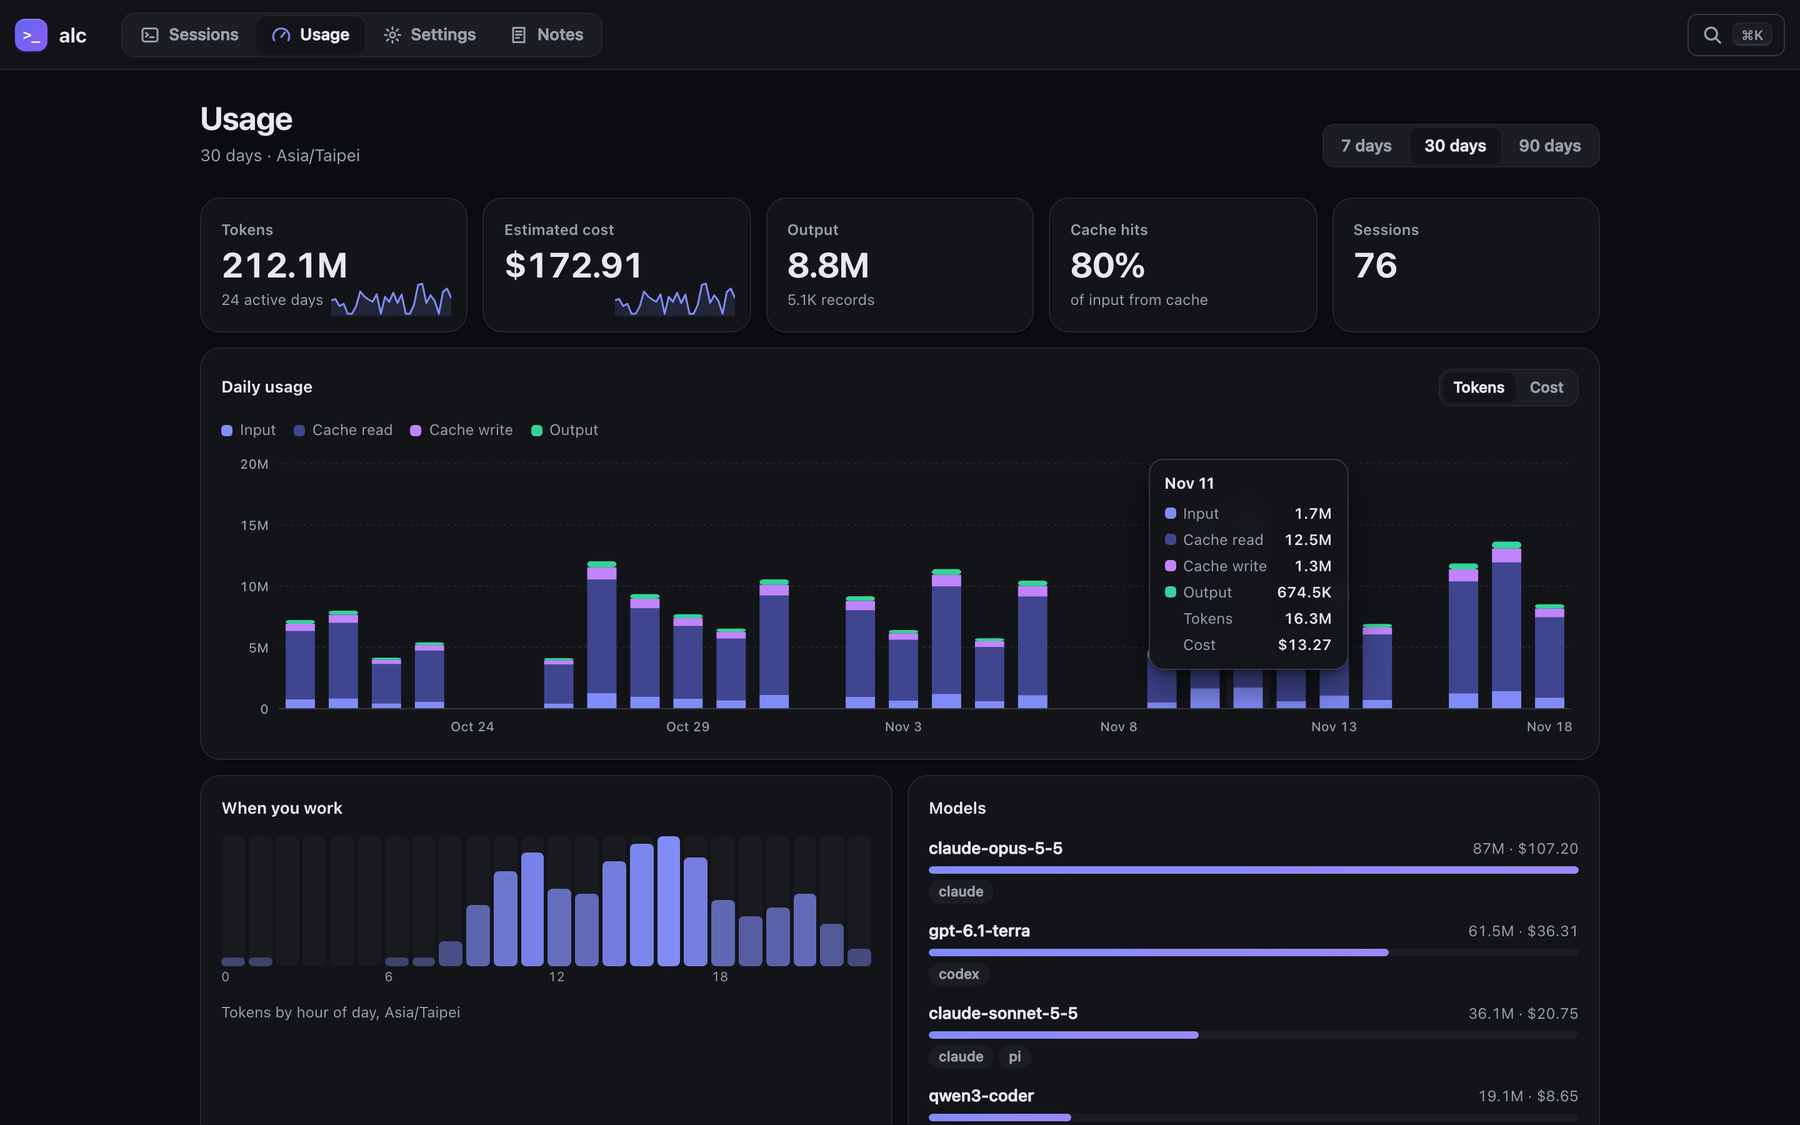 >_ alc Sessions Usage Settings Notes ⌘K
Usage
30 days · Asia/Taipei
7 days 30 days 90 days
Tokens
212.1M
24 active days
Estimated cost
$172.91
Output
8.8M
5.1K records
Cache hits
80%
of input from cache
Sessions
76
Daily usage
Tokens Cost
Input Cache read Cache write Output
20M
15M
10M
5M
0
Oct 24 Oct 29 Nov 3 Nov 8 Nov 13 Nov 18
Nov 11
Input 1.7M
Cache read 12.5M
Cache write 1.3M
Output 674.5K
Tokens 16.3M
Cost $13.27
When you work
0 6 12 18
Tokens by hour of day, Asia/Taipei
Models
claude-opus-5-5 87M · $107.20
claude
gpt-6.1-terra 61.5M · $36.31
codex
claude-sonnet-5-5 36.1M · $20.75
claude pi
qwen3-coder 19.1M · $8.65